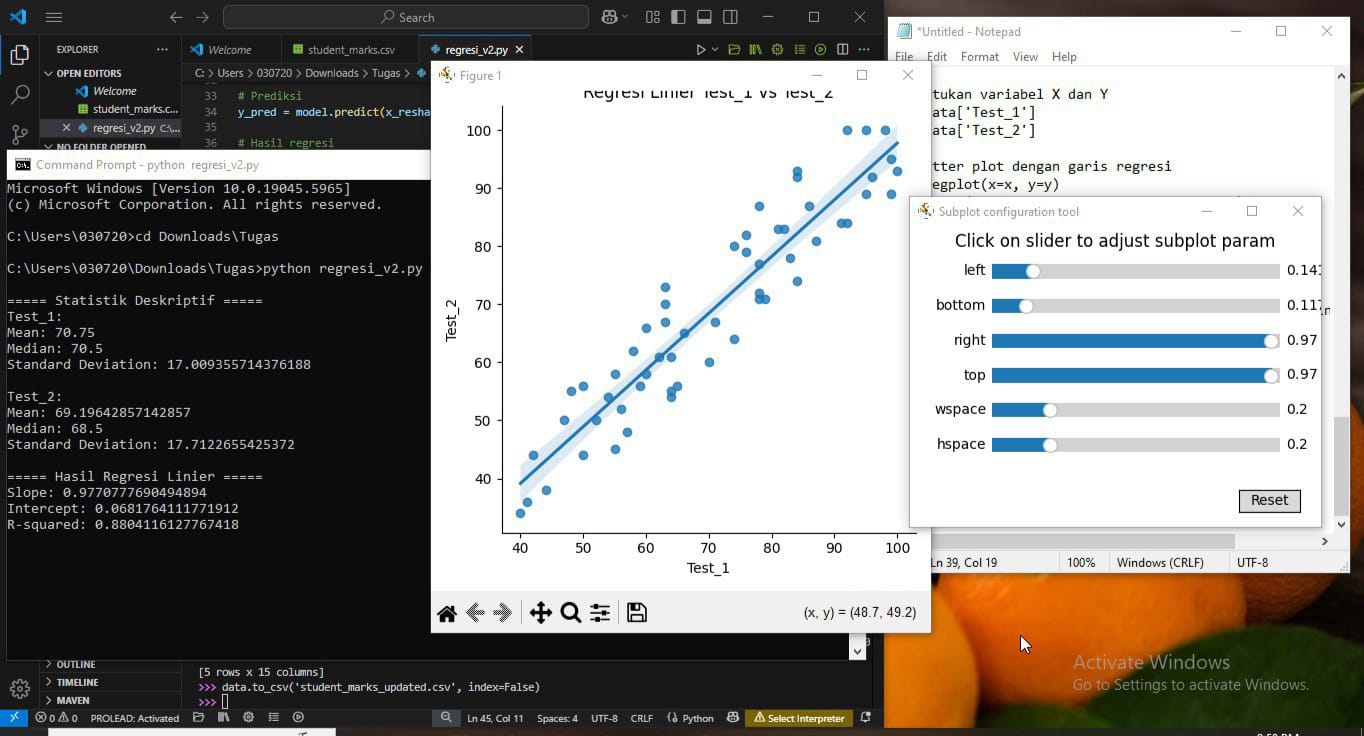 Search
EXPLORER
Welcome
student_marks.csv
regresi_v2.py
OPEN EDITORS
Welcome
student_marks.c...
regresi_v2.py C:\...
NO FOLDER OPENED
C: > Users > 030720 > Downloads > Tugas >
33 # Prediksi
34 y_pred = model.predict(x_resha
35
36 # Hasil regresi
Command Prompt - python regresi_v2.py
Microsoft Windows [Version 10.0.19045.5965]
(c) Microsoft Corporation. All rights reserved.
C:\Users\030720>cd Downloads\Tugas
C:\Users\030720\Downloads\Tugas>python regresi_v2.py
===== Statistik Deskriptif =====
Test_1:
Mean: 70.75
Median: 70.5
Standard Deviation: 17.009355714376188
Test_2:
Mean: 69.19642857142857
Median: 68.5
Standard Deviation: 17.7122655425372
===== Hasil Regresi Linier =====
Slope: 0.9770777690494894
Intercept: 0.0681764111771912
R-squared: 0.8804116127767418
Figure 1
Regresi Linier Test_1 vs Test_2
100
90
80
70
60
50
40
Test_2
40 50 60 70 80 90 100
Test_1
(x, y) = (48.7, 49.2)
*Untitled - Notepad
File Edit Format View Help
tukan variabel X dan Y
ata['Test_1']
ata['Test_2']
tter plot dengan garis regresi
egplot(x=x, y=y)
Subplot configuration tool
Click on slider to adjust subplot param
left 0.141
bottom 0.117
right 0.97
top 0.97
wspace 0.2
hspace 0.2
Reset
Ln 39, Col 19 100% Windows (CRLF) UTF-8
OUTLINE
TIMELINE
MAVEN
[5 rows x 15 columns]
>>> data.to_csv('student_marks_updated.csv', index=False)
>>>
0 0 PROLEAD: Activated
Ln 45, Col 11 Spaces: 4 UTF-8 CRLF Python Select Interpreter
Activate Windows
Go to Settings to activate Windows.